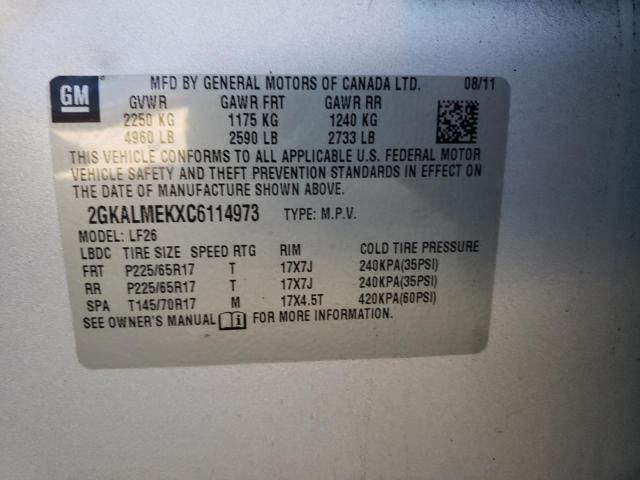 GM
MFD BY GENERAL MOTORS OF CANADA LTD. 08/11
GVWR GAWR FRT GAWR RR
2250 KG 1175 KG 1240 KG
4960 LB 2590 LB 2733 LB
THIS VEHICLE CONFORMS TO ALL APPLICABLE U.S. FEDERAL MOTOR
VEHICLE SAFETY AND THEFT PREVENTION STANDARDS IN EFFECT ON
THE DATE OF MANUFACTURE SHOWN ABOVE.
2GKALMEKXC6114973 TYPE: M.P.V.
MODEL: LF26
LBDC TIRE SIZE SPEED RTG RIM COLD TIRE PRESSURE
FRT P225/65R17 T 17X7J 240KPA(35PSI)
RR P225/65R17 T 17X7J 240KPA(35PSI)
SPA T145/70R17 M 17X4.5T 420KPA(60PSI)
SEE OWNER'S MANUAL i FOR MORE INFORMATION.